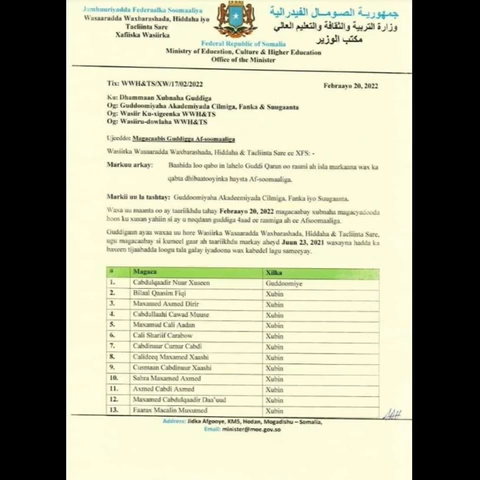 Jamhuuriyadda Federaalka Soomaaliya
Wasaaradda Waxbarashada, Hiddaha iyo
Tacliinta Sare
Xafiiska Wasiirka
جمهورية الصومال الفيدرالية
وزارة التربية والثقافة والتعليم العالي
مكتب الوزير
Federal Republic of Somalia
Ministry of Education, Culture & Higher Education
Office of the Minister
Tix: WWH&TS/XW/17/02/2022
Febraayo 20, 2022
Ku: Dhammaan Xubnaha Guddiga
Og: Guddoomiyaha Akademiyada Cilmiga, Fanka & Suugaanta
Og: Wasiir Ku-xigeenka WWH&TS
Og: Wasiiru-dowlaha WWH&TS
Ujeeddo: Magacaabis Guddigga Af-soomaaliga
Wasiirka Wasaaradda Waxbarashada, Hiddaha & Tacliinta Sare ee XFS: -
Markuu arkay: Baahida loo qabo in lahelo Guddi Qaran oo rasmi ah isla markaana wax ka
qabta dhibaatooyinka haysta Af-soomaaliga.
Markii uu la tashtay: Guddoomiyaha Akadeemiyada Cilmiga, Fanka iyo Suugaanta.
Waxa uu maanta oo ay taariikhdu tahay Febraayo 20, 2022 magacaabay xubnaha magacyadooda
hoos ku xusan yahiin si ay u noqdaan guddiga 4aad ee rasmiga ah ee Afsoomaaliga.
Guddigaan ayaa waxaa uu hore Wasiirka Wasaaradda Waxbarashada, Hiddaha & Tacliinta Sare,
ugu magacaabay si kumeel gaar ah taariikhdu markay aheyd Juun 23, 2021 waxayna hadda ka
baxeen tijaabadda loogu tala galay iyadoona wax kabedel lagu sameeyay.
# Magaca Xilka
1. Cabdulqaadir Nuur Xuseen Guddoomiye
2. Bilaal Qaasim Fiqi Xubin
3. Maxamed Axmed Dirir Xubin
4. Cabdullaahi Cawad Xubin
5. Maxamud Cali Aadan Xubin
6. Cali Shariif Carabow Xubin
7. Cabdinuur Camar Cabdi Xubin
8. Calideeq Maxamed Xaashi Xubin
9. Cusmaan Cabdinuur Xaashi Xubin
10. Sahra Maxamed Axmed Xubin
11. Axmed Cabdi Axmed Xubin
12. Maxamed Cabdulqaadir Daa'uud Xubin
13. Faarax Macalin Maxamed Xubin
Address: Jidka Afgooye, KM5, Hodan, Mogadishu – Somalia,
Email: minister@moe.gov.so